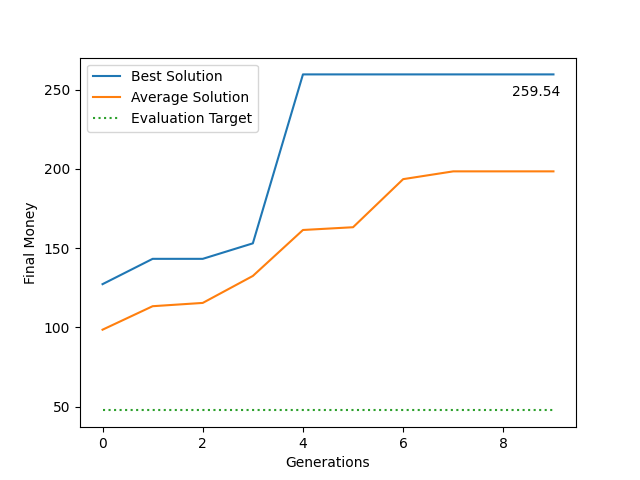 Best Solution
Average Solution
Evaluation Target
259.54
250
200
150
100
50
Final Money
0 2 4 6 8
Generations